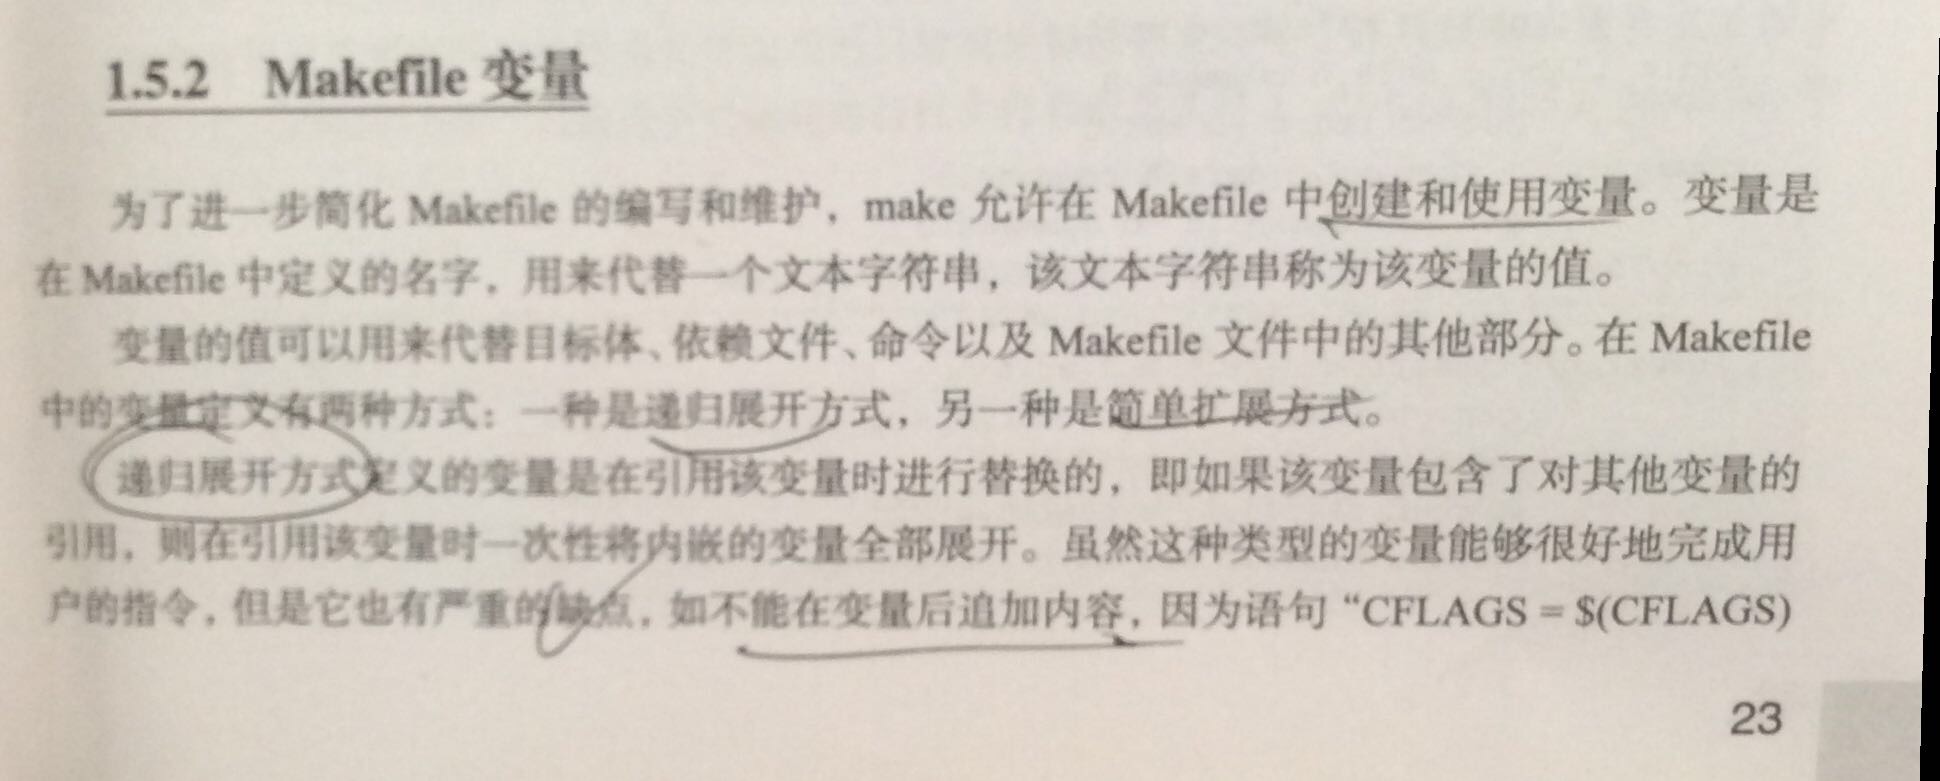 1.5.2 Makefile 变量
为了进一步简化 Makefile 的编写和维护，make 允许在 Makefile 中创建和使用变量。变量是
在 Makefile 中定义的名字，用来代替一个文本字符串，该文本字符串称为该变量的值。
变量的值可以用来代替目标体、依赖文件、命令以及 Makefile 文件中的其他部分。在 Makefile
中的变量定义有两种方式：一种是递归展开方式，另一种是简单扩展方式。
递归展开方式定义的变量是在引用该变量时进行替换的，即如果该变量包含了对其他变量的
引用，则在引用该变量时一次性将内嵌的变量全部展开。虽然这种类型的变量能够很好地完成用
户的指令，但是它也有严重的缺点，如不能在变量后追加内容，因为语句“CFLAGS = $(CFLAGS)
23